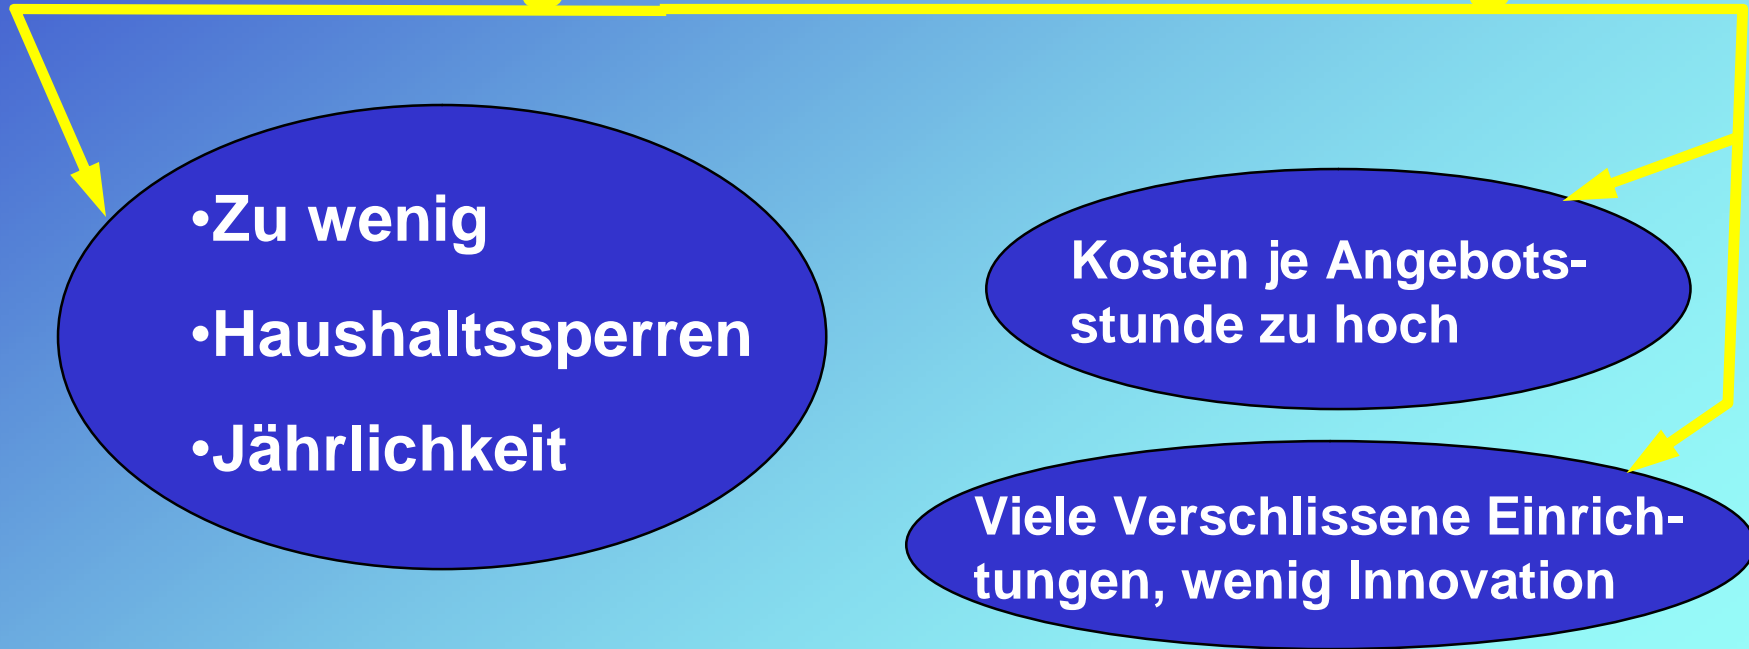 •Zu wenig
•Haushaltssperren
•Jährlichkeit
Kosten je Angebots-
stunde zu hoch
Viele Verschlissene Einrich-
tungen, wenig Innovation